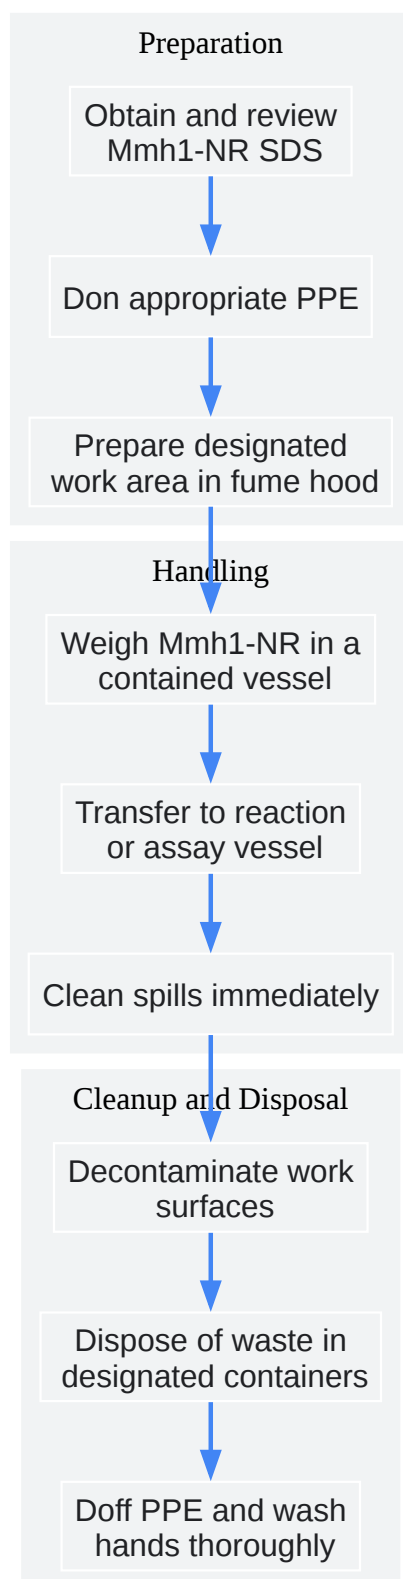 Preparation
Obtain and review
Mmh1-NR SDS
Don appropriate PPE
Prepare designated
work area in fume hood
Handling
Weigh Mmh1-NR in a
contained vessel
Transfer to reaction
or assay vessel
Clean spills immediately
Cleanup and Disposal
Decontaminate work
surfaces
Dispose of waste in
designated containers
Doff PPE and wash
hands thoroughly